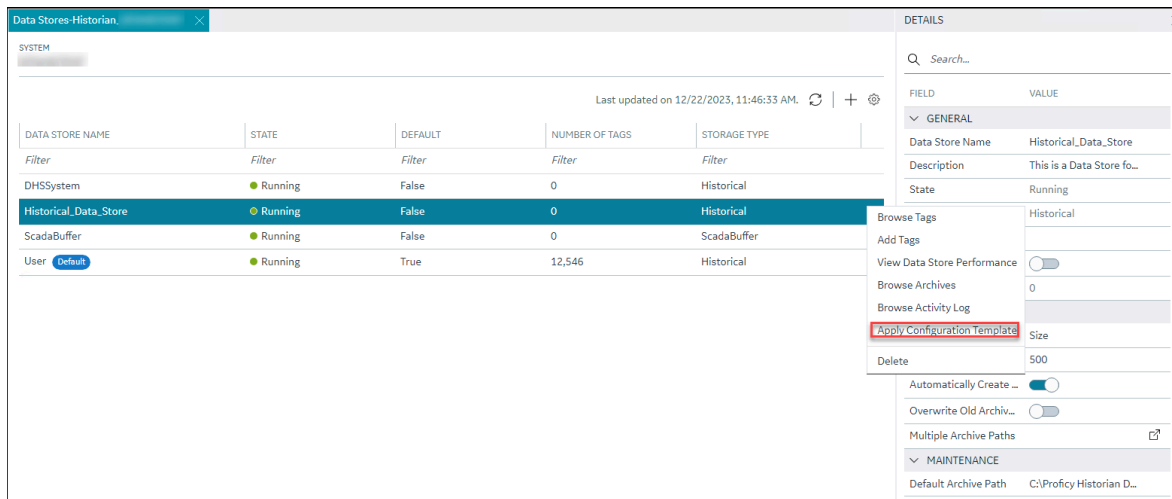 Data Stores-Historian_
SYSTEM
Last updated on 12/22/2023, 11:46:33 AM.
DATA STORE NAME STATE DEFAULT NUMBER OF TAGS STORAGE TYPE
Filter Filter Filter Filter Filter
DHSSystem Running False 0 Historical
Historical_Data_Store Running False 0 Historical
ScadaBuffer Running False 0 ScadaBuffer
User Default Running True 12,546 Historical
Browse Tags
Add Tags
View Data Store Performance
Browse Archives
Browse Activity Log
Apply Configuration Template
Delete
DETAILS
Search...
FIELD VALUE
GENERAL
Data Store Name Historical_Data_Store
Description This is a Data Store fo...
State Running
Historical
0
Size
500
Automatically Create ...
Overwrite Old Archiv...
Multiple Archive Paths
MAINTENANCE
Default Archive Path C:\Proficy Historian D...